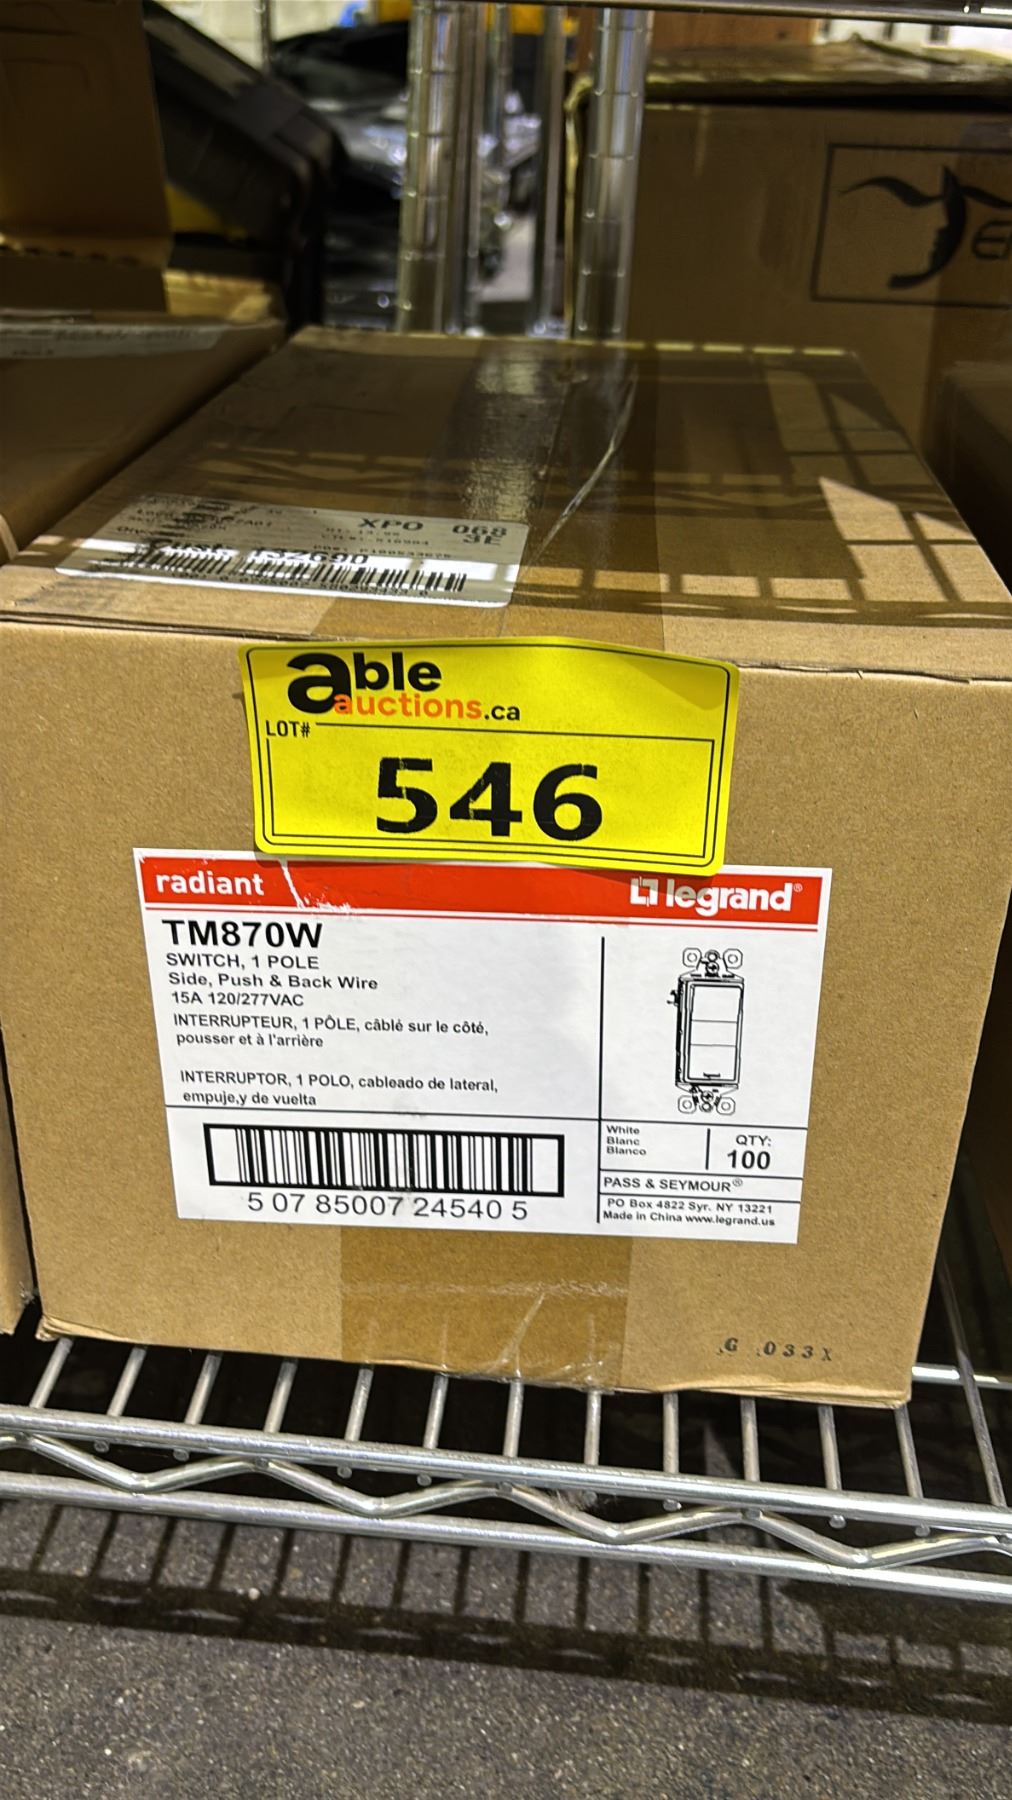 XPO 068
3E
able
auctions.ca
LOT#
546
radiant
legrand®
TM870W
SWITCH, 1 POLE
Side, Push & Back Wire
15A 120/277VAC
INTERRUPTEUR, 1 PÔLE, câblé sur le côté,
pousser et à l'arrière
INTERRUPTOR, 1 POLO, cableado de lateral,
empuje,y de vuelta
5 07 85007 24540 5
White
Blanc
Blanco
QTY:
100
PASS & SEYMOUR®
PO Box 4822 Syr. NY 13221
Made in China www.legrand.us
G .033X